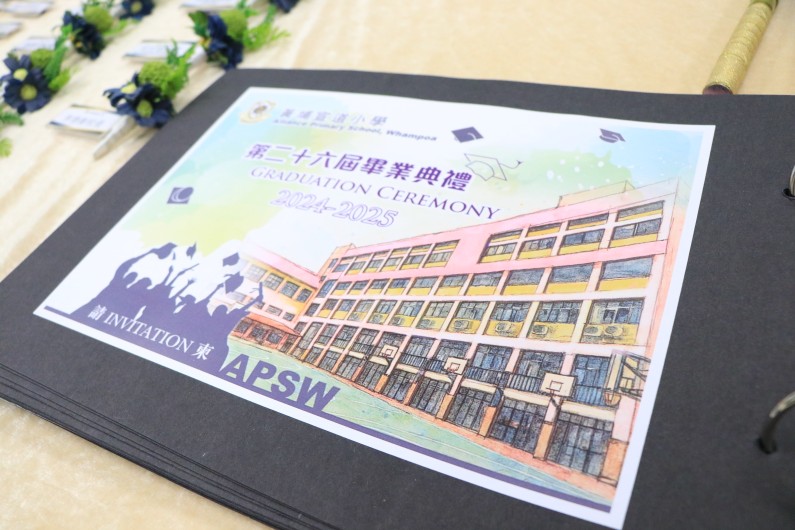 黃埔宣道小學
Alliance Primary School, Whampoa
第二十六屆畢業典禮
GRADUATION CEREMONY
2024-2025
請 INVITATION 柬
APSW